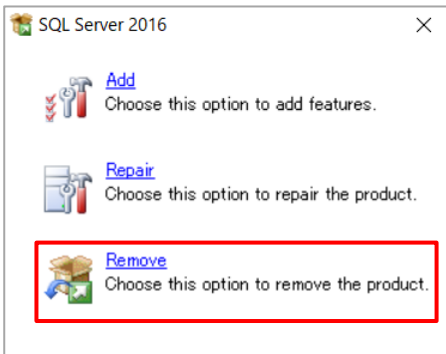 SQL Server 2016
Add
Choose this option to add features.
Repair
Choose this option to repair the product.
Remove
Choose this option to remove the product.